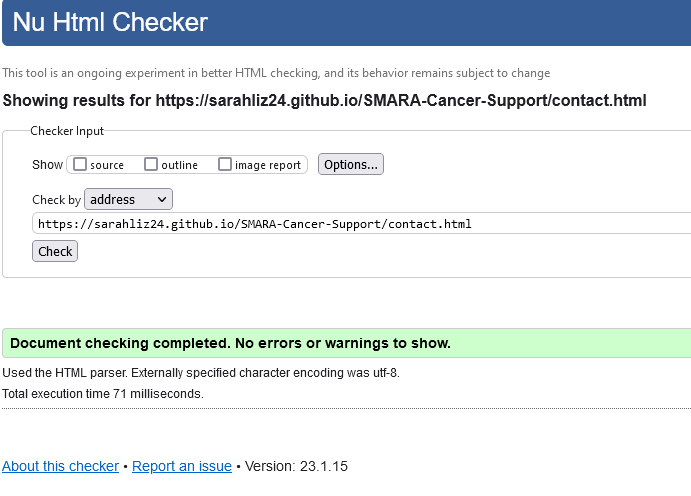 Nu Html Checker
This tool is an ongoing experiment in better HTML checking, and its behavior remains subject to change
Showing results for https://sarahliz24.github.io/SMARA-Cancer-Support/contact.html
Checker Input
Show source outline image report Options...
Check by address
https://sarahliz24.github.io/SMARA-Cancer-Support/contact.html
Check
Document checking completed. No errors or warnings to show.
Used the HTML parser. Externally specified character encoding was utf-8.
Total execution time 71 milliseconds.
About this checker • Report an issue • Version: 23.1.15